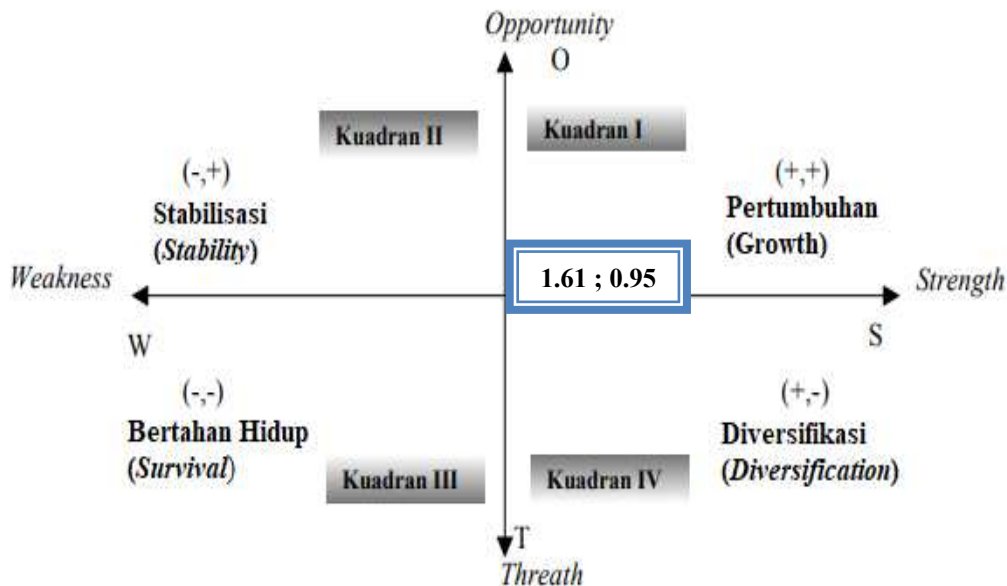 Opportunity
O
Kuadran II
Kuadran I
(-,+)
Stabilisasi
(Stability)
(+,+)
Pertumbuhan
(Growth)
Weakness
1.61 ; 0.95
Strength
W
S
(-,-)
Bertahan Hidup
(Survival)
(+,-)
Diversifikasi
(Diversification)
Kuadran III
Kuadran IV
T
Threath